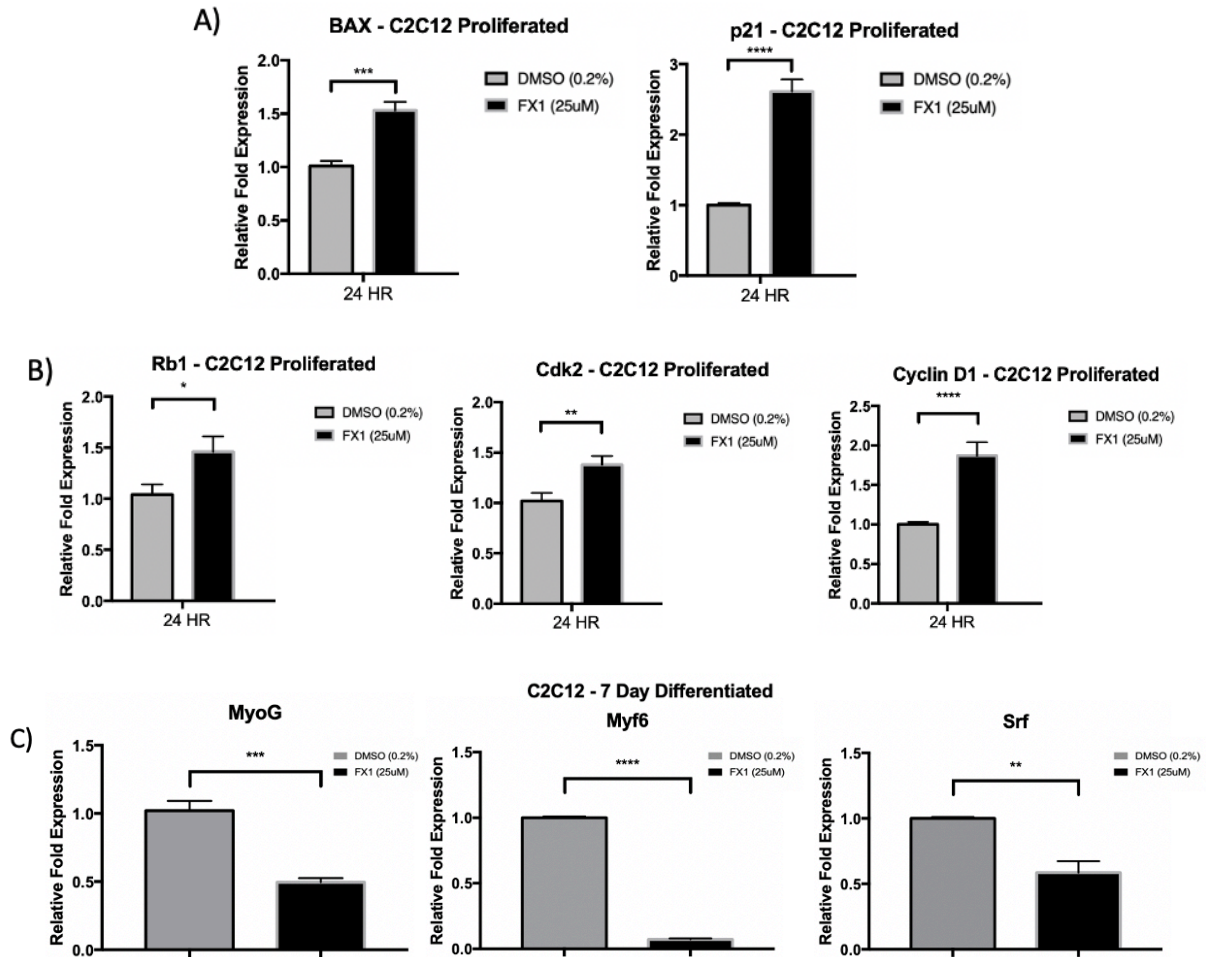 A)
BAX - C2C12 Proliferated
***
2.0
1.5
1.0
0.5
0.0
Relative Fold Expression
24 HR
DMSO (0.2%)
FX1 (25uM)
p21 - C2C12 Proliferated
****
3
2
1
0
Relative Fold Expression
24 HR
DMSO (0.2%)
FX1 (25uM)
B)
Rb1 - C2C12 Proliferated
*
2.0
1.5
1.0
0.5
0.0
Relative Fold Expression
24 HR
DMSO (0.2%)
FX1 (25uM)
Cdk2 - C2C12 Proliferated
**
2.0
1.5
1.0
0.5
0.0
Relative Fold Expression
24 HR
DMSO (0.2%)
FX1 (25uM)
Cyclin D1 - C2C12 Proliferated
****
2.5
2.0
1.5
1.0
0.5
0.0
Relative Fold Expression
24 HR
DMSO (0.2%)
FX1 (25uM)
C)
C2C12 - 7 Day Differentiated
MyoG
***
1.5
1.0
0.5
0.0
Relative Fold Expression
DMSO (0.2%)
FX1 (25uM)
Myf6
****
1.5
1.0
0.5
0.0
Relative Fold Expression
DMSO (0.2%)
FX1 (25uM)
Srf
**
1.5
1.0
0.5
0.0
Relative Fold Expression
DMSO (0.2%)
FX1 (25uM)